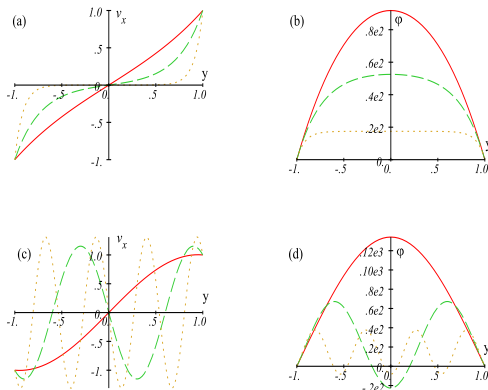 (a)
v_x
1.0
.5
y
-1.
-.5
0
.5
1.0
-.5
-1.
(b)
φ
.8e2
.6e2
.4e2
.2e2
y
-1.
-.5
0.
0.
.5
1.0
(c)
v_x
1.0
.5
y
-1.
-.5
0
.5
1.0
-.5
-1.
(d)
.12e3
φ
.10e3
.8e2
.6e2
.4e2
.2e2
y
-1.
-.5
0.
.5
1.0